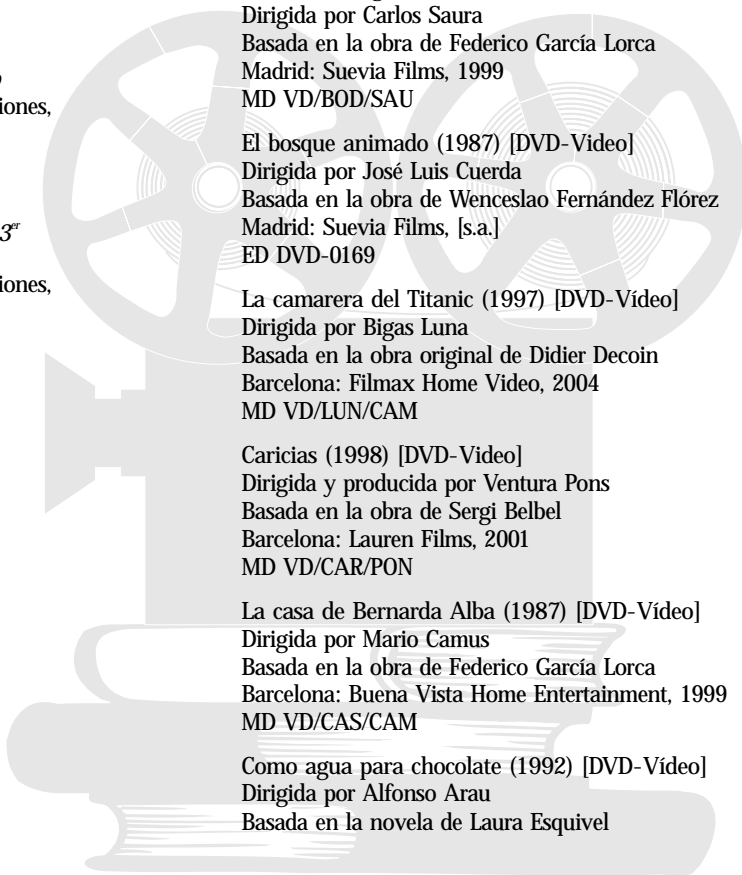 iones,
3er
iones,
Dirigida por Carlos Saura
Basada en la obra de Federico García Lorca
Madrid: Suevia Films, 1999
MD VD/BOD/SAU
El bosque animado (1987) [DVD-Video]
Dirigida por José Luis Cuerda
Basada en la obra de Wenceslao Fernández Flórez
Madrid: Suevia Films, [s.a.]
ED DVD-0169
La camarera del Titanic (1997) [DVD-Vídeo]
Dirigida por Bigas Luna
Basada en la obra original de Didier Decoin
Barcelona: Filmax Home Video, 2004
MD VD/LUN/CAM
Caricias (1998) [DVD-Video]
Dirigida y producida por Ventura Pons
Basada en la obra de Sergi Belbel
Barcelona: Lauren Films, 2001
MD VD/CAR/PON
La casa de Bernarda Alba (1987) [DVD-Vídeo]
Dirigida por Mario Camus
Basada en la obra de Federico García Lorca
Barcelona: Buena Vista Home Entertainment, 1999
MD VD/CAS/CAM
Como agua para chocolate (1992) [DVD-Vídeo]
Dirigida por Alfonso Arau
Basada en la novela de Laura Esquivel